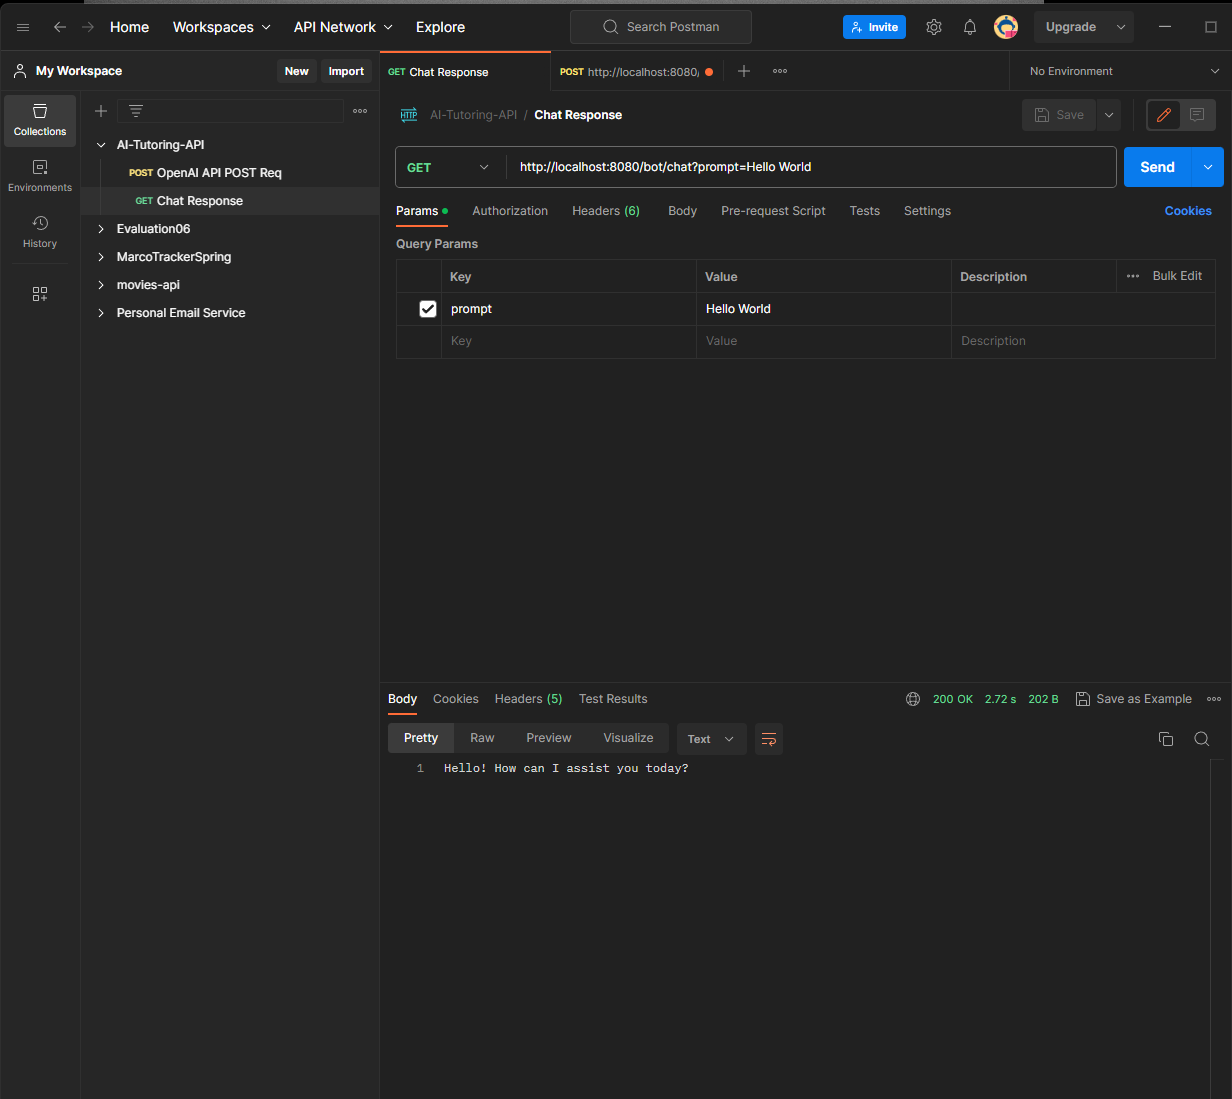 Home Workspaces API Network Explore Search Postman Invite Upgrade
My Workspace New Import
GET Chat Response POST http://localhost:8080/ No Environment
Collections
Environments
History
AI-Tutoring-API
POST OpenAI API POST Req
GET Chat Response
Evaluation06
MarcoTrackerSpring
movies-api
Personal Email Service
HTTP AI-Tutoring-API / Chat Response Save
GET http://localhost:8080/bot/chat?prompt=Hello World Send
Params Authorization Headers (6) Body Pre-request Script Tests Settings Cookies
Query Params
Key Value Description Bulk Edit
prompt Hello World
Key Value Description
Body Cookies Headers (5) Test Results 200 OK 2.72 s 202 B Save as Example
Pretty Raw Preview Visualize Text
1 Hello! How can I assist you today?